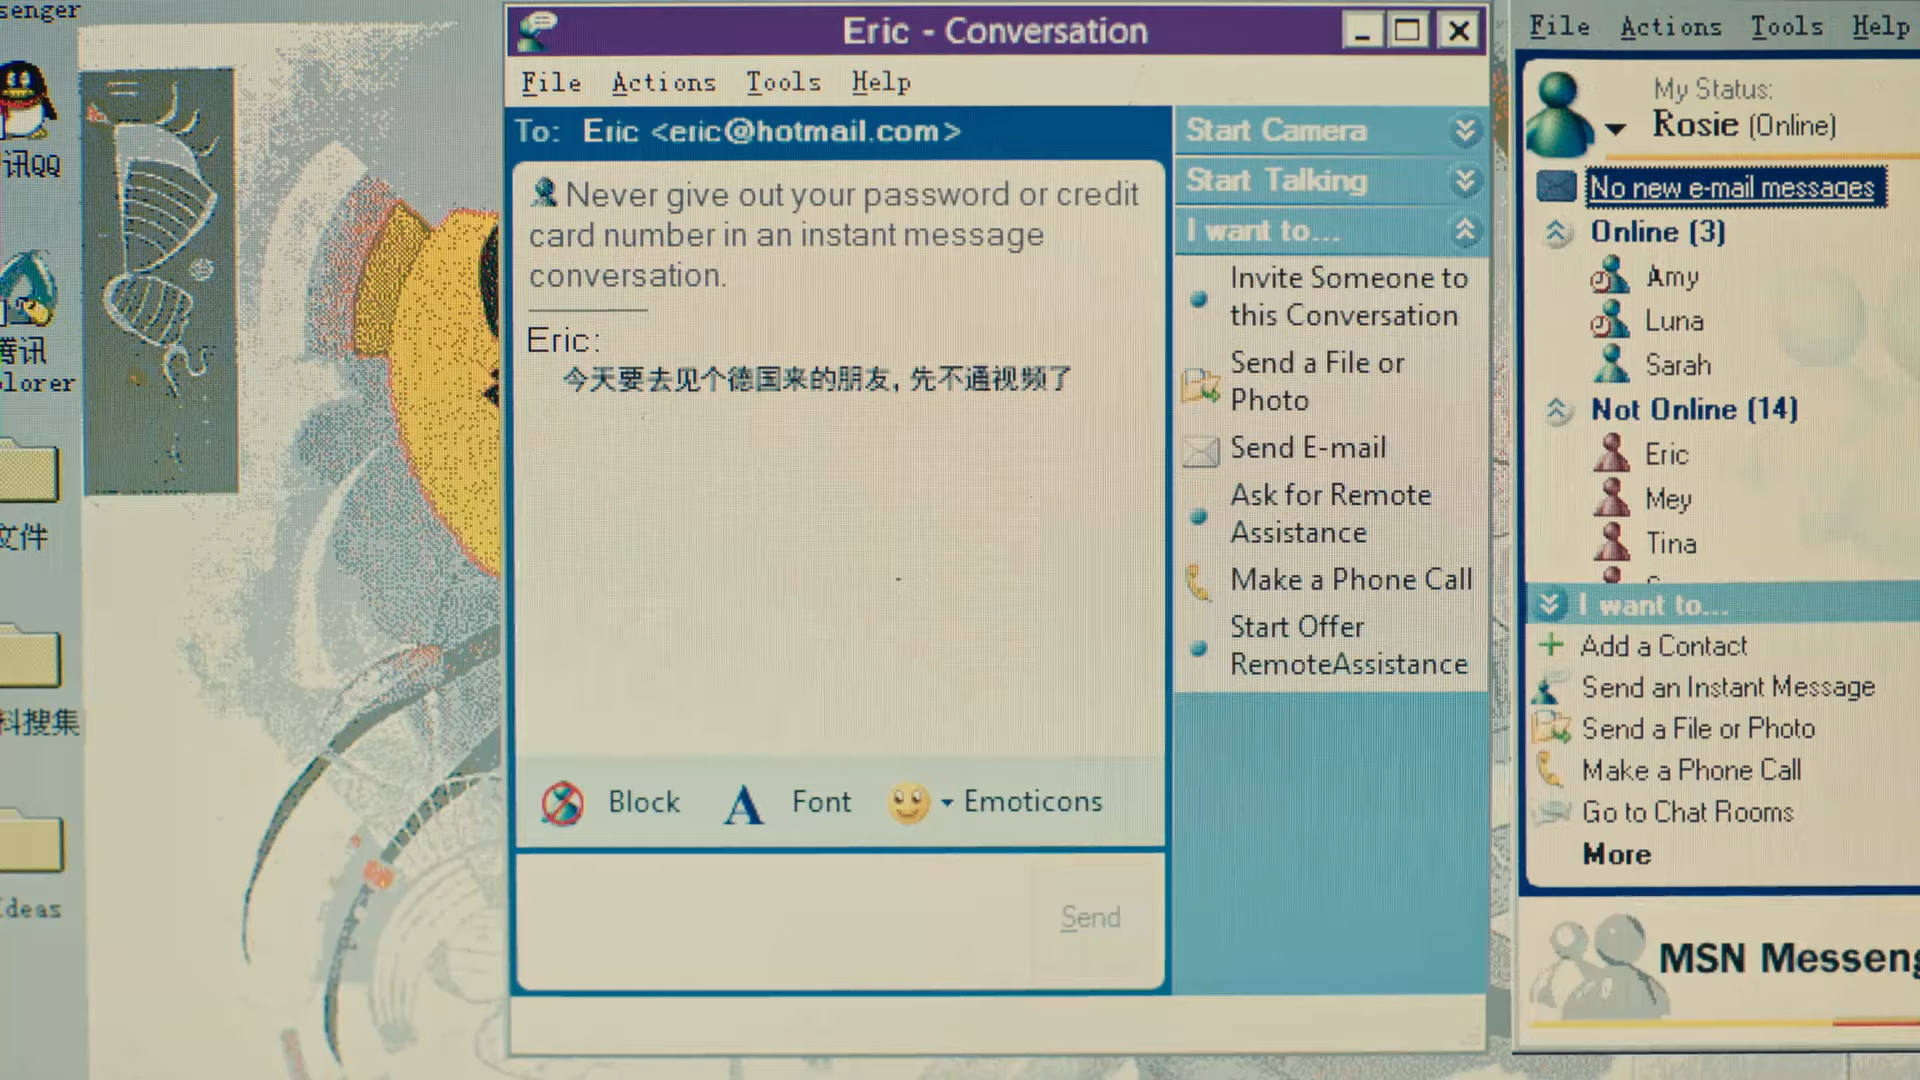 senger
讯QQ
腾讯
lorer
文件
料搜集
Ideas
Eric - Conversation
File Actions Tools Help
To: Eric <eric@hotmail.com>
Never give out your password or credit
card number in an instant message
conversation.
Eric:
今天要去见个德国来的朋友, 先不通视频了
Block Font Emoticons
Send
Start Camera
Start Talking
I want to...
Invite Someone to
this Conversation
Send a File or
Photo
Send E-mail
Ask for Remote
Assistance
Make a Phone Call
Start Offer
RemoteAssistance
File Actions Tools Help
My Status:
Rosie (Online)
No new e-mail messages
Online (3)
Amy
Luna
Sarah
Not Online (14)
Eric
Mey
Tina
I want to...
Add a Contact
Send an Instant Message
Send a File or Photo
Make a Phone Call
Go to Chat Rooms
More
MSN Messeng